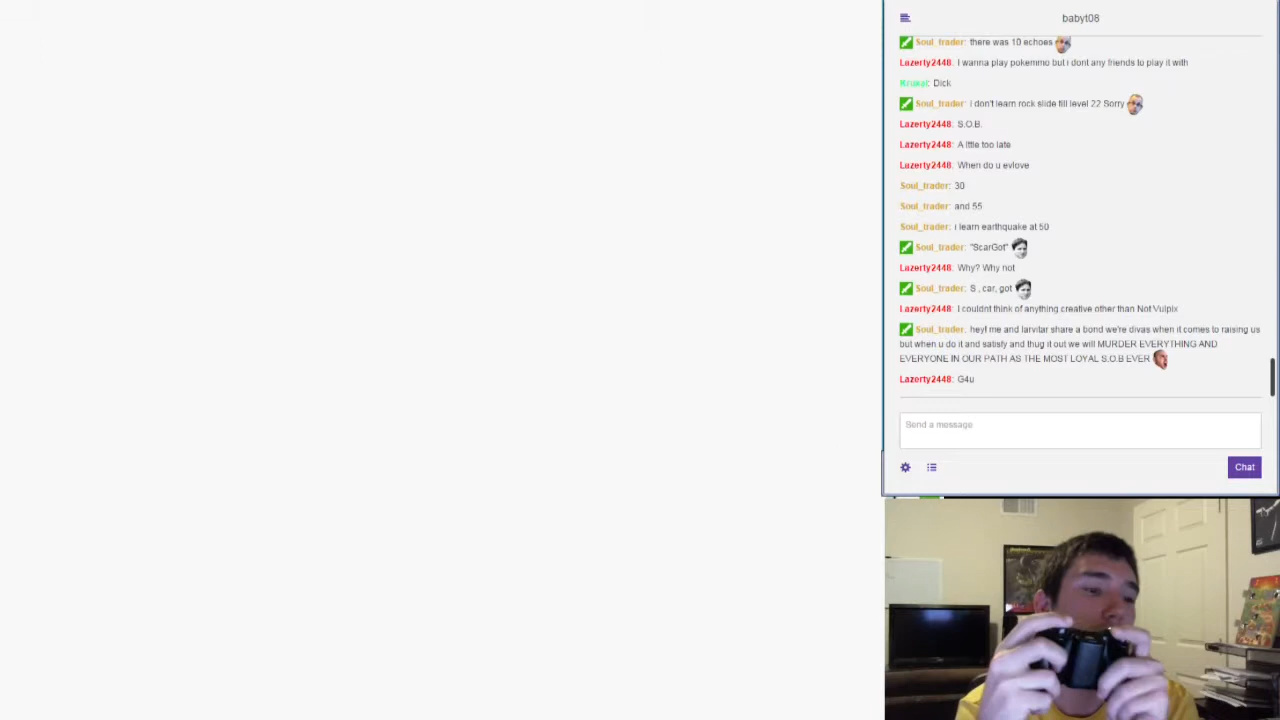 babyt08
Soul_trader: there was 10 echoes
Lazerty2448: I wanna play pokemmo but i dont any friends to play it with
Dick
Soul_trader: i don't learn rock slide till level 22 Sorry
Lazerty2448: S.O.B.
Lazerty2448: A lttle too late
Lazerty2448: When do u evlove
Soul_trader: 30
Soul_trader: and 55
Soul_trader: i learn earthquake at 50
Soul_trader: "ScarGot"
Lazerty2448: Why? Why not
Soul_trader: S , car, got
Lazerty2448: I couldnt think of anything creative other than Not Vulpix
Soul_trader: hey! me and larvitar share a bond we're divas when it comes to raising us
but when u do it and satisfy and thug it out we will MURDER EVERYTHING AND
EVERYONE IN OUR PATH AS THE MOST LOYAL S.O.B EVER
Lazerty2448: G4u
Send a message
Chat